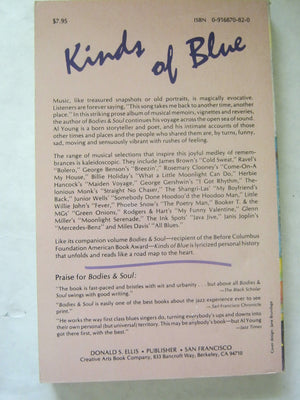 $7.95
ISBN 0-916870-82-0
Kinds of Blue
Music, like treasured snapshots or old portraits, is magically evocative.
Listeners are forever saying, "This song takes me back to another time, another
place." In this striking prose album of musical memoirs, vignettes and reveries,
the author of Bodies & Soul continues his voyage across the open sea of sound.
Al Young is a born storyteller and poet, and his intimate accounts of those
other times and places and the people who shared them are, by turns, funny,
sad, moving and sensuously vibrant with rushes of feeling.
The range of musical selections that inspire this joyful medley of remem-
brances is kaleidoscopic. They include James Brown's "Cold Sweat," Ravel's
"Bolero," George Benson's "Breezin'," Rosemary Clooney's "Come-On-A
My House," Billie Holiday's "What a Little Moonlight Can Do," Herbie
Hancock's "Maiden Voyage," George Gershwin's "I Got Rhythm," The-
lonious Monk's "Straight No Chaser," The Shangri-Las' "My Boyfriend's
Back," Junior Wells' "Somebody Done Hoodoo'd the Hoodoo Man," Little
Willie John's "Fever," Phoebe Snow's "The Poetry Man," Booker T. & the
MGs' "Green Onions," Rodgers & Hart's "My Funny Valentine," Glenn
Miller's "Moonlight Serenade," The Ink Spots' "Java Jive," Janis Joplin's
"Mercedes-Benz" and Miles Davis' "All Blues."
Like its companion volume Bodies & Soul—recipient of the Before Columbus
Foundation American Book Award—Kinds of Blue is lyricized personal history
that unfolds and reads like a road map to the heart.
Praise for Bodies & Soul:
"The book is fast-paced and bristles with wit and urbanity . . . but above all Bodies &
Soul swings with good writing."
—The Black Scholar
"Bodies & Soul is easily one of the best books about the jazz experience ever to see
print."
—San Francisco Chronicle
"He works the way first class blues singers do, turning everybody's ups and downs into
their own personal (but universal) territory. This may be anybody's book—but Al Young
got there first."
—Jazz Times
DONALD S. ELLIS • PUBLISHER • SAN FRANCISCO
Creative Arts Book Company, 833 Bancroft Way, Berkeley, CA 94710